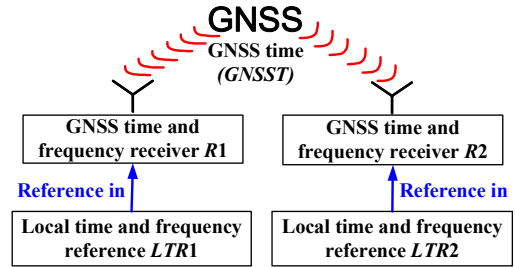 GNSS
GNSS time
(GNSST)
GNSS time and
frequency receiver R1
GNSS time and
frequency receiver R2
Reference in
Reference in
Local time and frequency
reference LTR1
Local time and frequency
reference LTR2